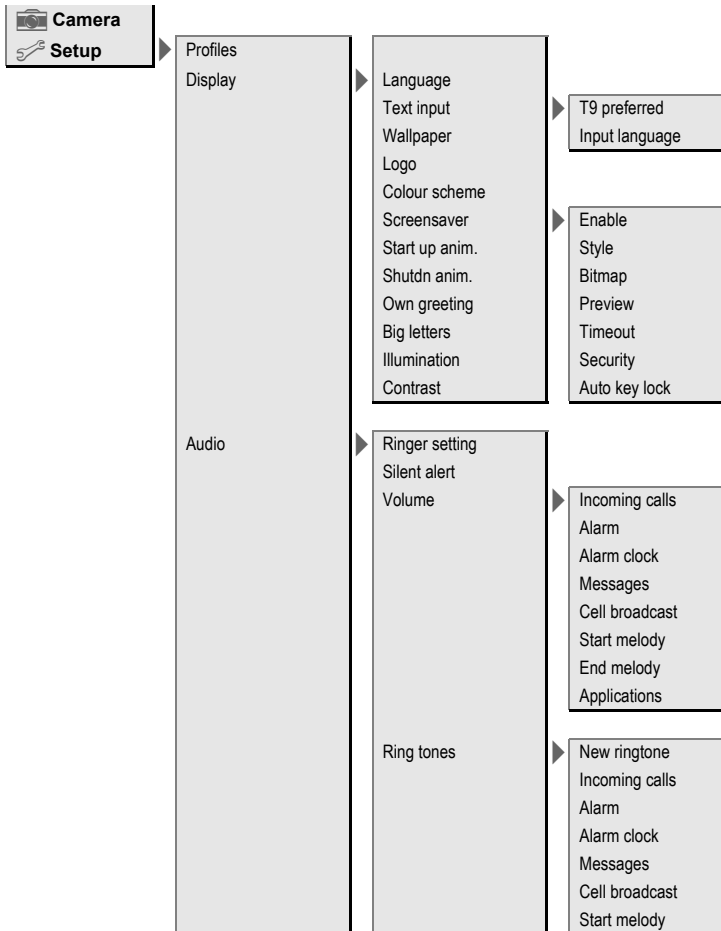 Camera
Setup
Profiles
Display
Language
Text input
T9 preferred
Input language
Wallpaper
Logo
Colour scheme
Screensaver
Enable
Style
Bitmap
Preview
Timeout
Security
Auto key lock
Start up anim.
Shutdn anim.
Own greeting
Big letters
Illumination
Contrast
Audio
Ringer setting
Silent alert
Volume
Incoming calls
Alarm
Alarm clock
Messages
Cell broadcast
Start melody
End melody
Applications
Ring tones
New ringtone
Incoming calls
Alarm
Alarm clock
Messages
Cell broadcast
Start melody